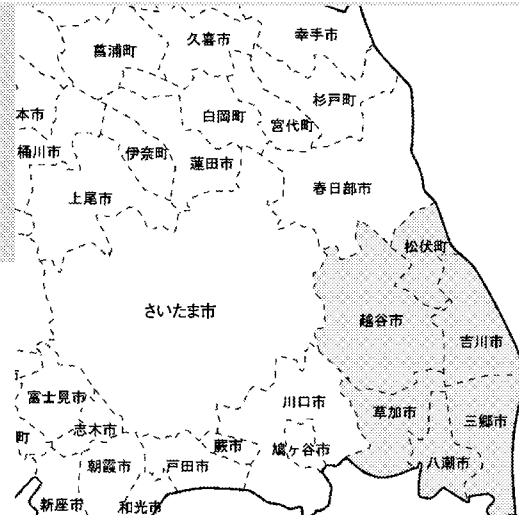 久喜市
幸手市
菖蒲町
杉戸町
本市
白岡町
宮代町
桶川市
伊奈町
蓮田市
春日部市
上尾市
松伏町
さいたま市
越谷市
吉川市
富士見市
川口市
草加市
三郷市
町
志木市
蕨市
鳩ヶ谷市
朝霞市
戸田市
八潮市
新座市
和光市